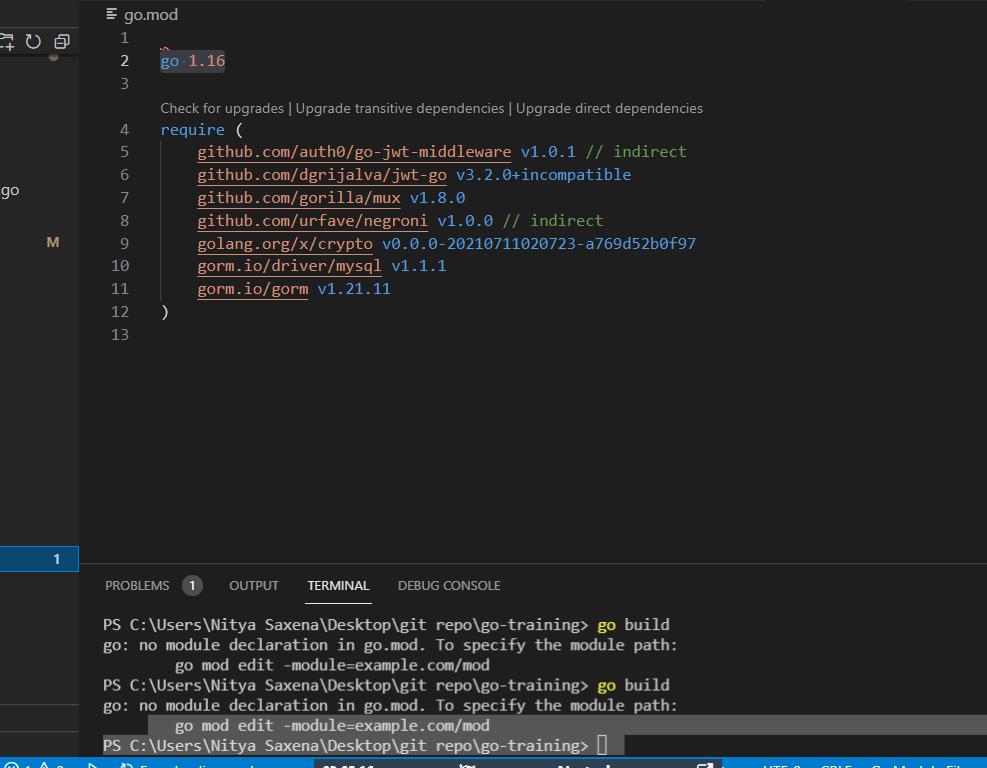 go.mod
1
2 go 1.16
3
Check for upgrades | Upgrade transitive dependencies | Upgrade direct dependencies
4 require (
5 github.com/auth0/go-jwt-middleware v1.0.1 // indirect
6 github.com/dgrijalva/jwt-go v3.2.0+incompatible
go
7 github.com/gorilla/mux v1.8.0
8 github.com/urfave/negroni v1.0.0 // indirect
M
9 golang.org/x/crypto v0.0.0-20210711020723-a769d52b0f97
10 gorm.io/driver/mysql v1.1.1
11 gorm.io/gorm v1.21.11
12 )
13
1
PROBLEMS 1 OUTPUT TERMINAL DEBUG CONSOLE
PS C:\Users\Nitya Saxena\Desktop\git repo\go-training> go build
go: no module declaration in go.mod. To specify the module path:
go mod edit -module=example.com/mod
PS C:\Users\Nitya Saxena\Desktop\git repo\go-training> go build
go: no module declaration in go.mod. To specify the module path:
go mod edit -module=example.com/mod
PS C:\Users\Nitya Saxena\Desktop\git repo\go-training>